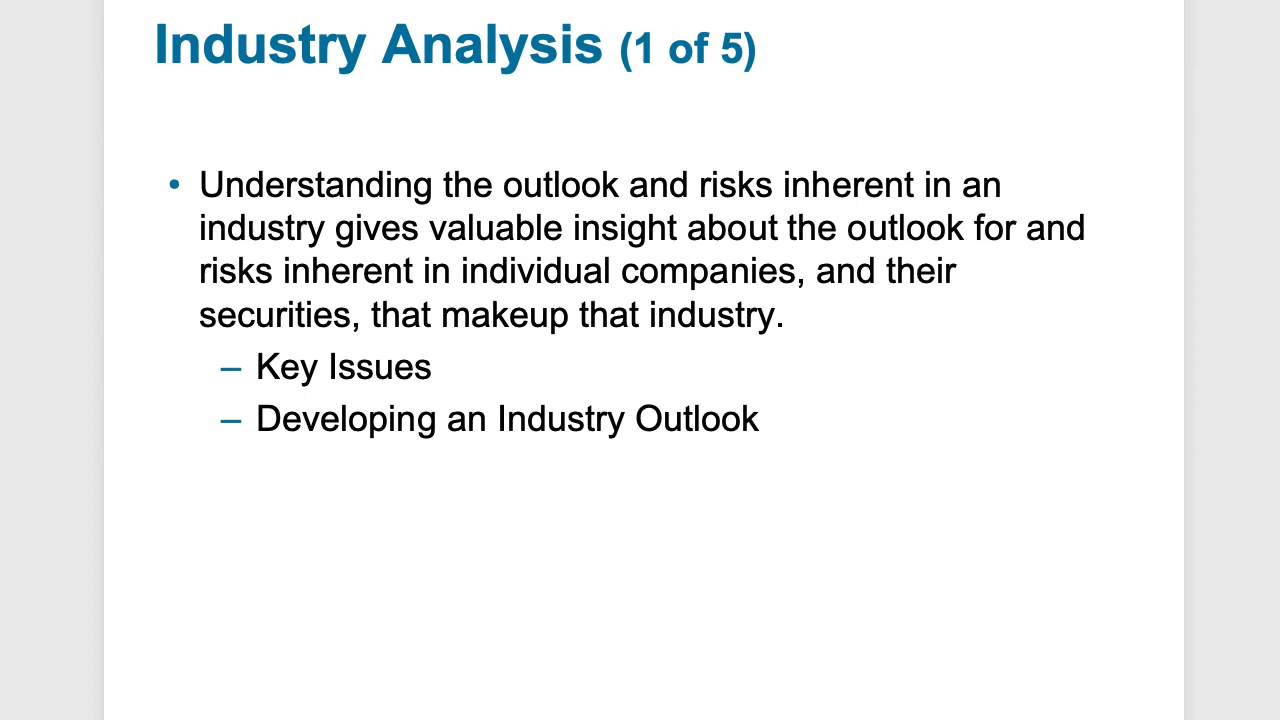 Industry Analysis (1 of 5)
• Understanding the outlook and risks inherent in an
industry gives valuable insight about the outlook for and
risks inherent in individual companies, and their
securities, that makeup that industry.
– Key Issues
– Developing an Industry Outlook